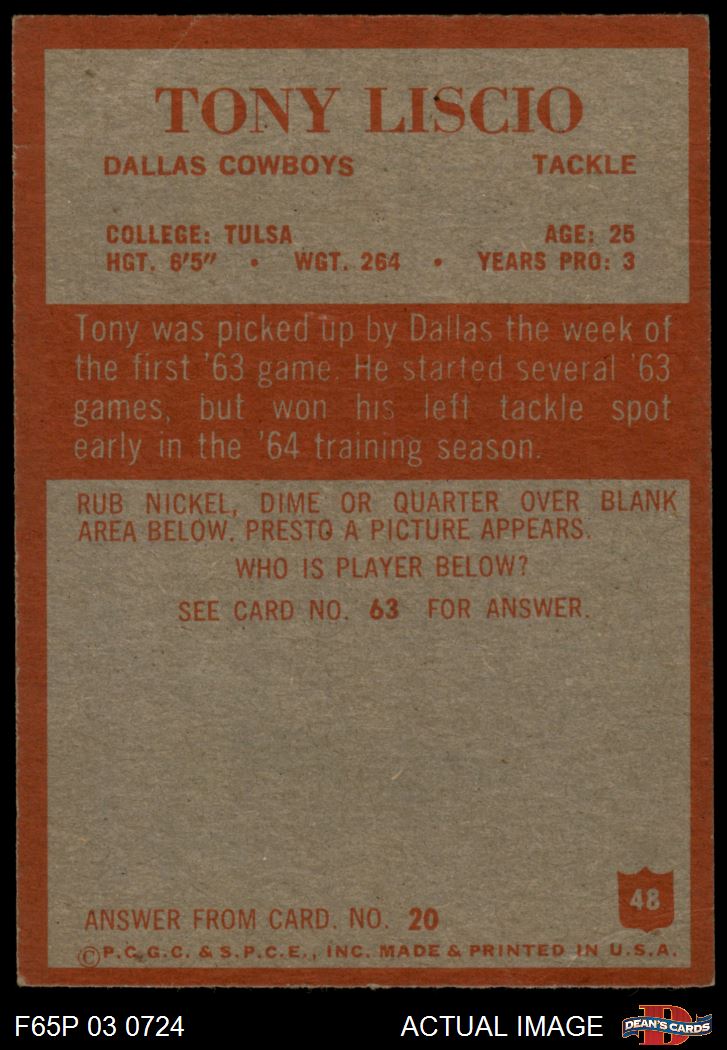 TONY LISCIO
DALLAS COWBOYS TACKLE
COLLEGE: TULSA AGE: 25
HGT. 6'5" • WGT. 264 • YEARS PRO: 3
Tony was picked up by Dallas the week of
the first '63 game. He started several '63
games, but won his left tackle spot
early in the '64 training season.
RUB NICKEL, DIME OR QUARTER OVER BLANK
AREA BELOW. PRESTO A PICTURE APPEARS.
WHO IS PLAYER BELOW?
SEE CARD NO. 63 FOR ANSWER.
48
ANSWER FROM CARD. NO. 20
©P.C.G.C. & S.P.C.E., INC. MADE & PRINTED IN U.S.A.
F65P 03 0724 ACTUAL IMAGE DEAN'S CARDS